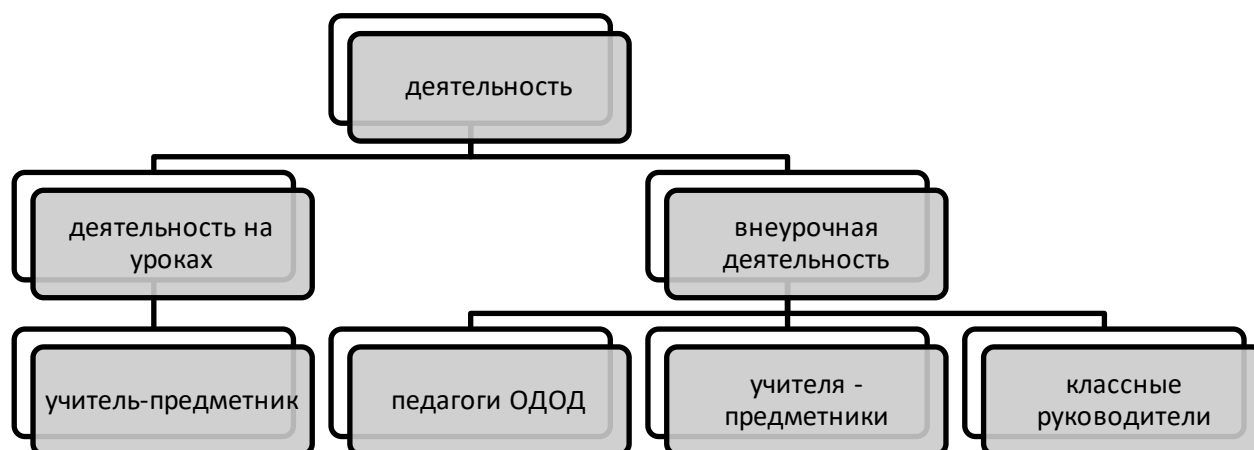 деятельность
деятельность на
уроках
внеурочная
деятельность
учитель-предметник
педагоги ОДОД
учителя -
предметники
классные
руководители